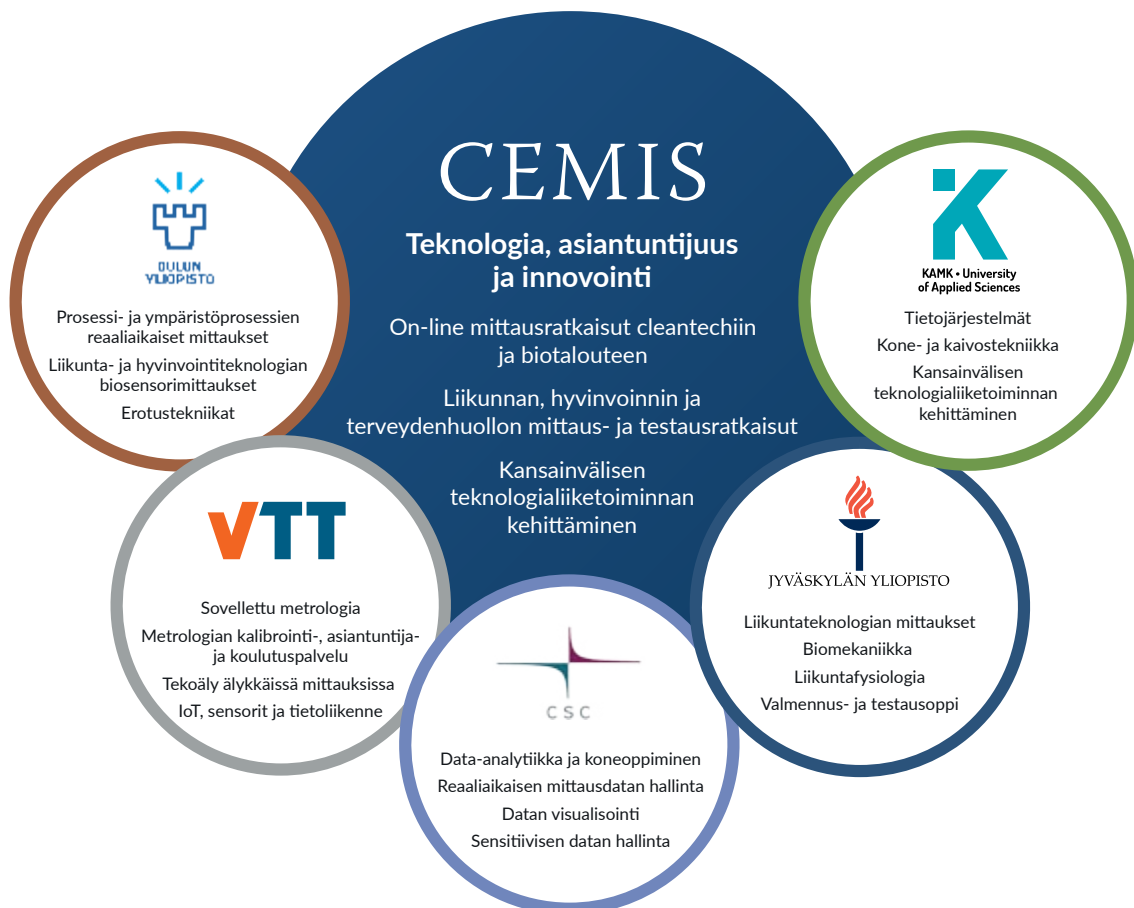 CEMIS
Teknologia, asiantuntijuus
ja innovointi
On-line mittausratkaisut cleantechiin
ja biotalouteen
Liikunnan, hyvinvoinnin ja
terveydenhuollon mittaus- ja testausratkaisut
Kansainvälisen
teknologialiiketoiminnan
kehittäminen
OULUN
YLIOPISTO
Prosessi- ja ympäristöprosessien
reaaliaikaiset mittaukset
Liikunta- ja hyvinvointiteknologian
biosensorimittaukset
Erotustekniikat
VTT
Sovellettu metrologia
Metrologian kalibrointi-, asiantuntija-
ja koulutuspalvelu
Tekoäly älykkäissä mittauksissa
IoT, sensorit ja tietoliikenne
CSC
Data-analytiikka ja koneoppiminen
Reaaliaikaisen mittausdatan hallinta
Datan visualisointi
Sensitiivisen datan hallinta
JYVÄSKYLÄN YLIOPISTO
Liikuntateknologian mittaukset
Biomekaniikka
Liikuntafysiologia
Valmennus- ja testausoppi
K
KAMK • University
of Applied Sciences
Tietojärjestelmät
Kone- ja kaivostekniikka
Kansainvälisen
teknologialiiketoiminnan
kehittäminen